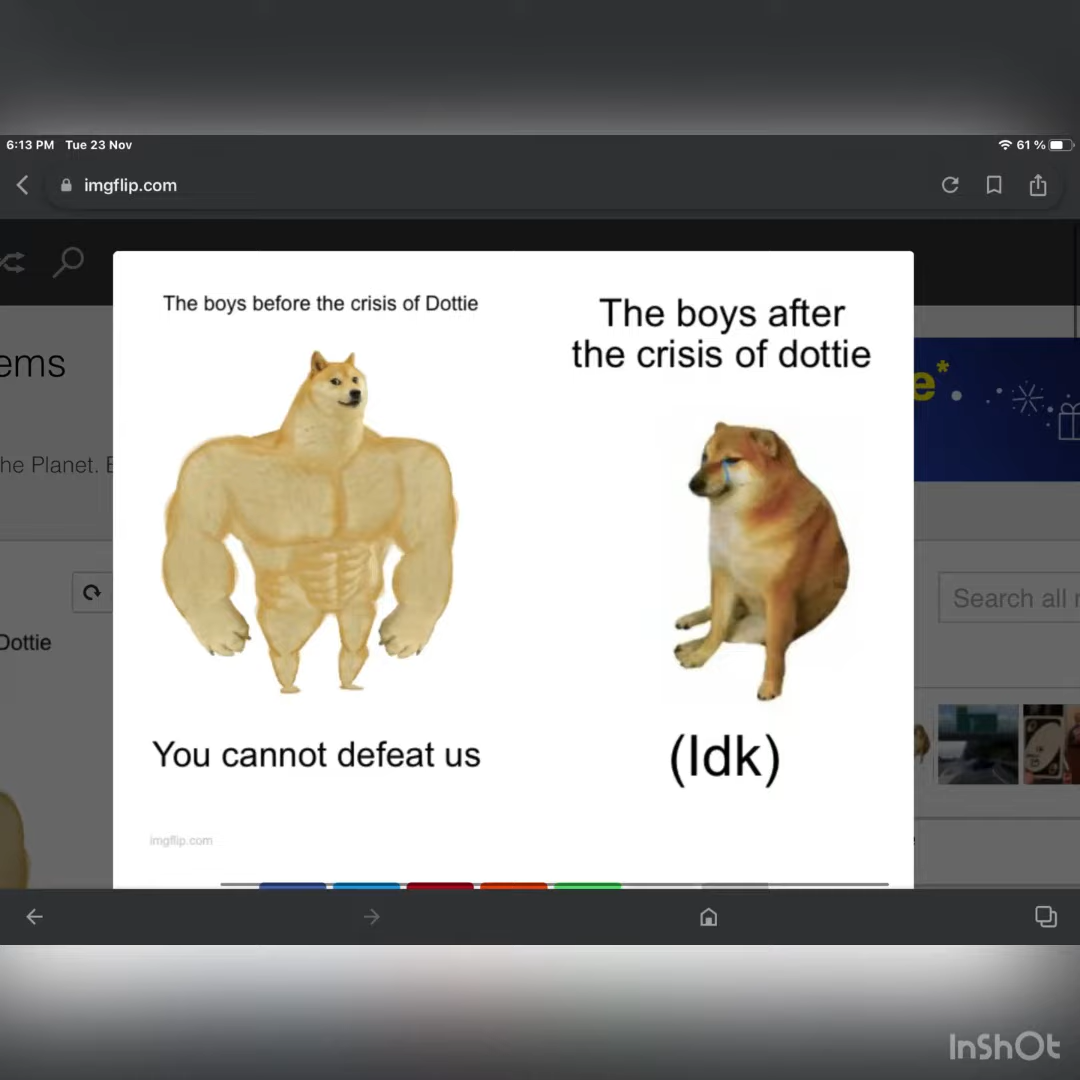 6:13 PM Tue 23 Nov
61 %
imgflip.com
ems
The boys before the crisis of Dottie
The boys after
the crisis of dottie
e*
he Planet. E
Search all
Dottie
You cannot defeat us
(Idk)
imgflip.com
InShOt